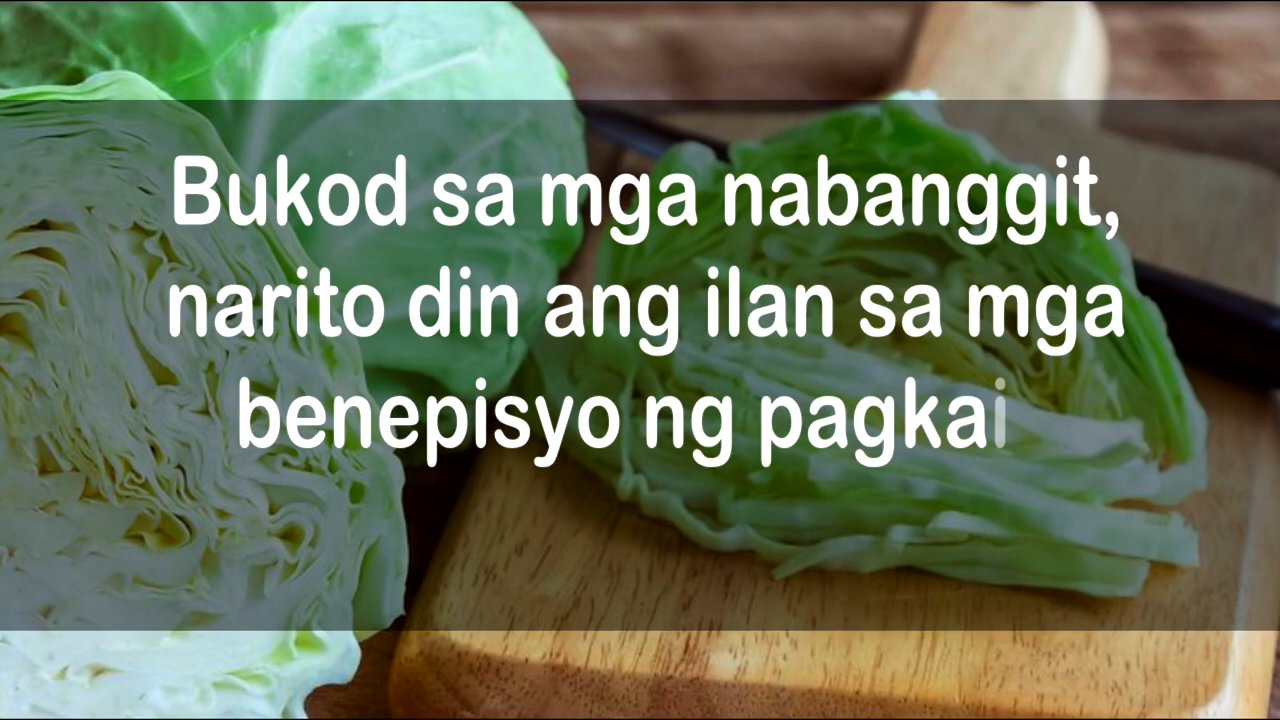 Bukod sa mga nabanggit,
narito din ang ilan sa mga
benepisyo ng pagkai